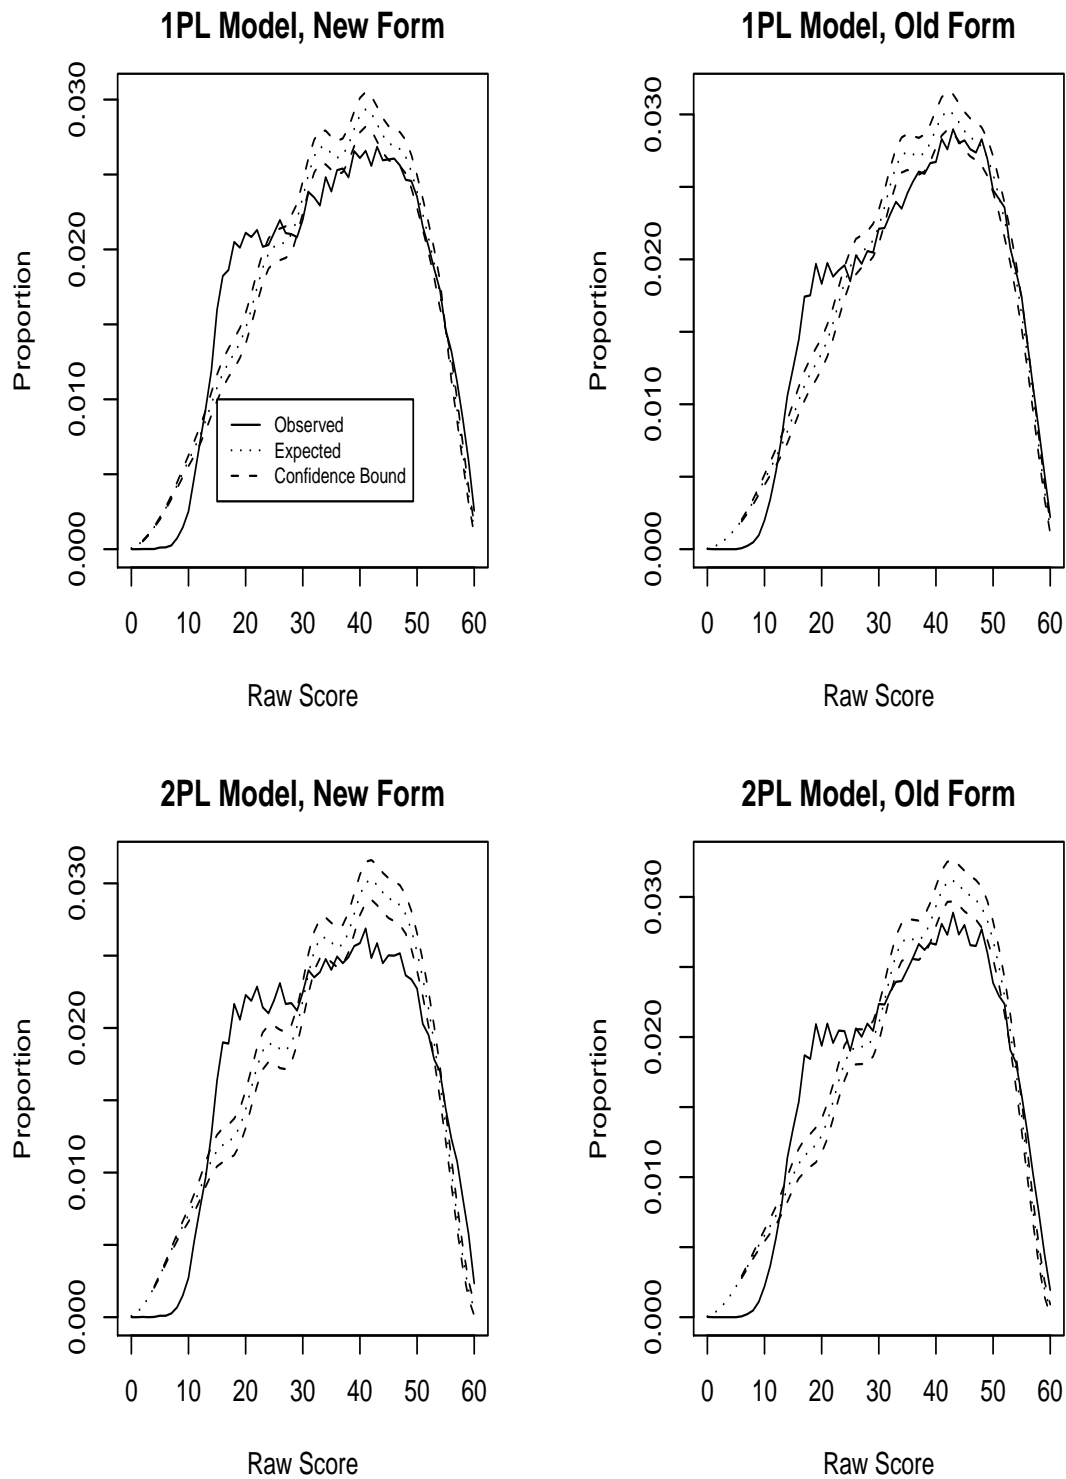 1PL Model, New Form
Proportion
0.000
0.010
0.020
0.030
Observed
Expected
Confidence Bound
0 10 20 30 40 50 60
Raw Score
1PL Model, Old Form
Proportion
0.000
0.010
0.020
0.030
0 10 20 30 40 50 60
Raw Score
2PL Model, New Form
Proportion
0.000
0.010
0.020
0.030
0 10 20 30 40 50 60
Raw Score
2PL Model, Old Form
Proportion
0.000
0.010
0.020
0.030
0 10 20 30 40 50 60
Raw Score